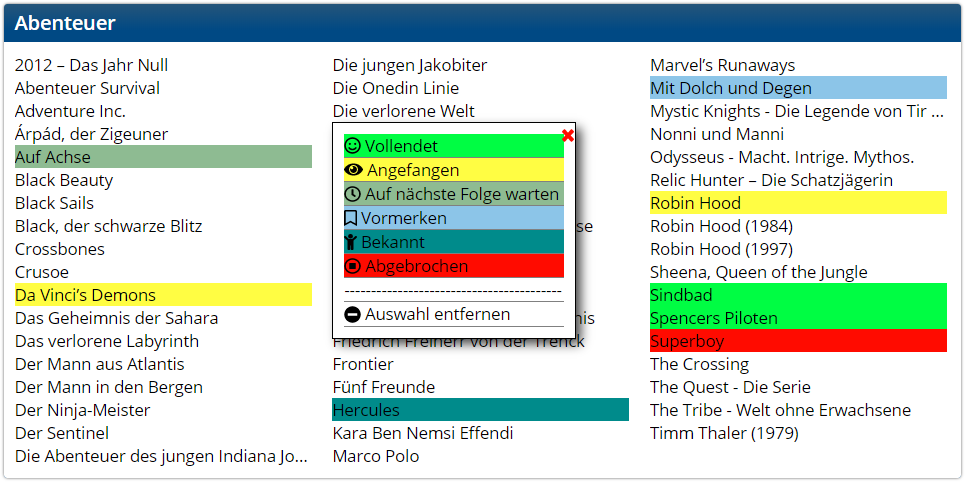 Abenteuer
2012 – Das Jahr Null
Abenteuer Survival
Adventure Inc.
Árpád, der Zigeuner
Auf Achse
Black Beauty
Black Sails
Black, der schwarze Blitz
Crossbones
Crusoe
Da Vinci’s Demons
Das Geheimnis der Sahara
Das verlorene Labyrinth
Der Mann aus Atlantis
Der Mann in den Bergen
Der Ninja-Meister
Der Sentinel
Die Abenteuer des jungen Indiana Jo...
Die jungen Jakobiter
Die Onedin Linie
Die verlorene Welt
Vollendet
Angefangen
Auf nächste Folge warten
Vormerken
Bekannt
Abgebrochen
---------------------------------------
Auswahl entfernen
se
nis
Friedrich Freiherr von der Trenck
Frontier
Fünf Freunde
Hercules
Kara Ben Nemsi Effendi
Marco Polo
Marvel’s Runaways
Mit Dolch und Degen
Mystic Knights - Die Legende von Tir ...
Nonni und Manni
Odysseus - Macht. Intrige. Mythos.
Relic Hunter – Die Schatzjägerin
Robin Hood
Robin Hood (1984)
Robin Hood (1997)
Sheena, Queen of the Jungle
Sindbad
Spencers Piloten
Superboy
The Crossing
The Quest - Die Serie
The Tribe - Welt ohne Erwachsene
Timm Thaler (1979)